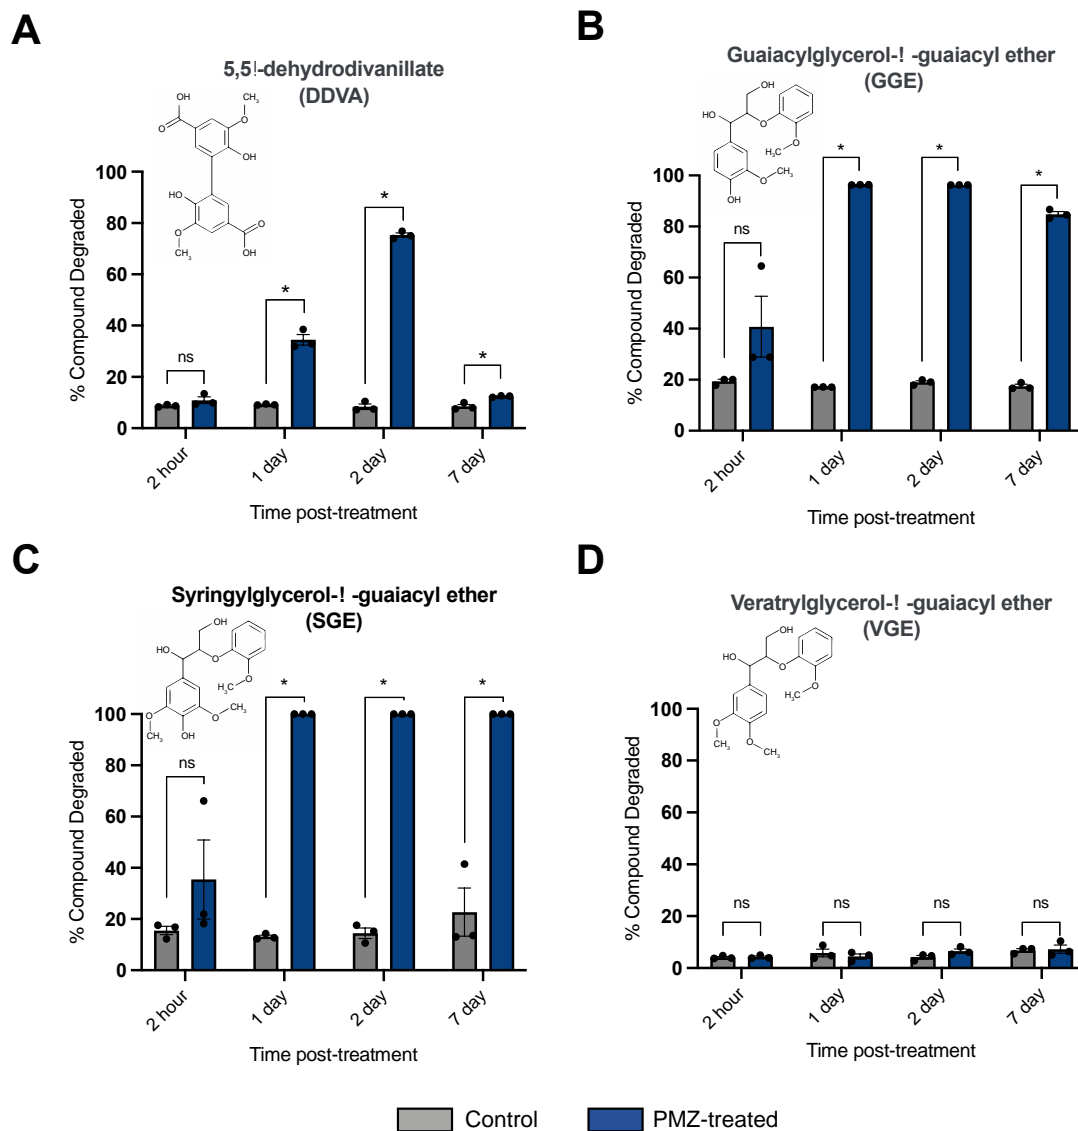 A
5,5!-dehydrodivanillate
(DDVA)
OH
CH3
O
O
OH
HO
O
O
CH3
OH
% Compound Degraded
100
80
60
40
20
0
ns
*
*
*
2 hour
1 day
2 day
7 day
Time post-treatment
B
Guaiacylglycerol-! -guaiacyl ether
(GGE)
HO
HO
O
O
H3C
O
CH3
OH
% Compound Degraded
100
80
60
40
20
0
ns
*
*
*
2 hour
1 day
2 day
7 day
Time post-treatment
C
Syringylglycerol-! -guaiacyl ether
(SGE)
OH
HO
O
O
H3C
O
O
CH3
CH3
OH
% Compound Degraded
100
80
60
40
20
0
ns
*
*
*
2 hour
1 day
2 day
7 day
Time post-treatment
D
Veratrylglycerol-! -guaiacyl ether
(VGE)
HO
HO
O
O
H3C
O
O
CH3
CH3
% Compound Degraded
100
80
60
40
20
0
ns
ns
ns
ns
2 hour
1 day
2 day
7 day
Time post-treatment
Control
PMZ-treated